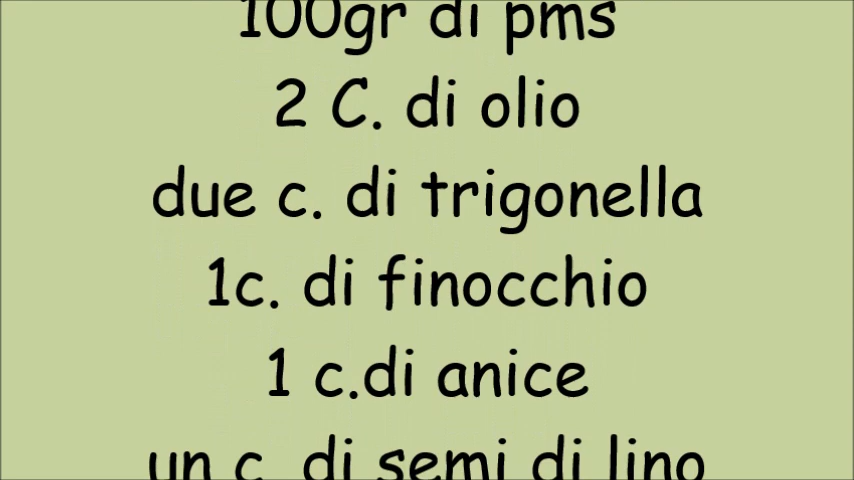 100gr di pms
2 C. di olio
due c. di trigonella
1c. di finocchio
1 c.di anice
un c. di semi di lino